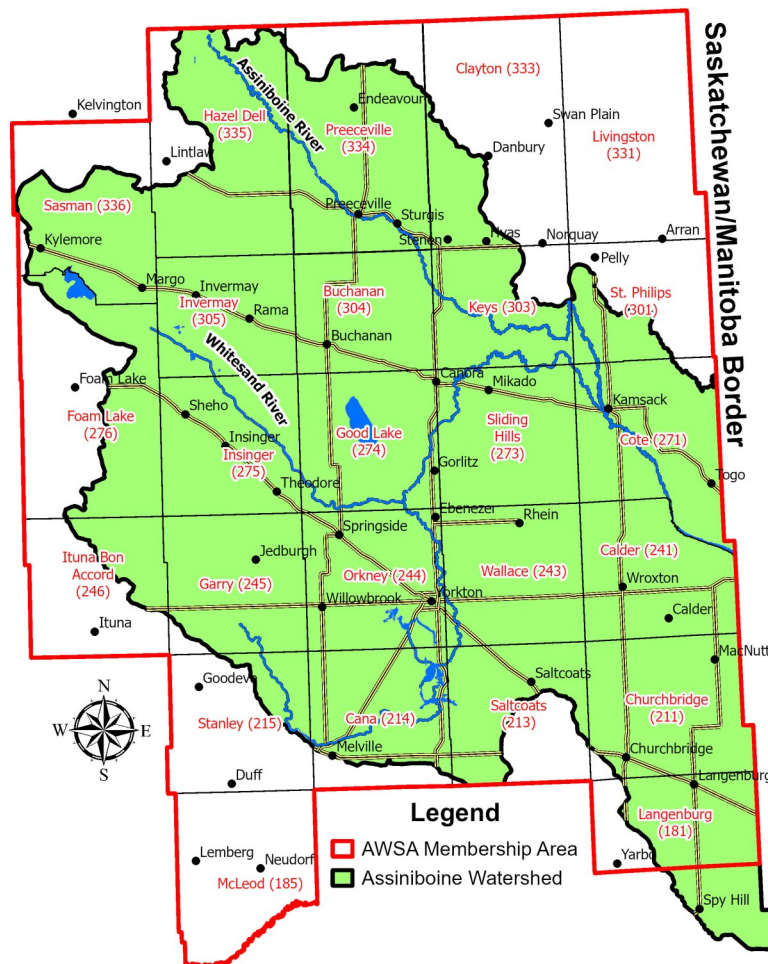 Clayton (333)
Kelvington
Assiniboine River
Endeavour
Hazel Dell
(335)
Preeceville
(334)
Swan Plain
Livingston
(331)
Lintlaw
Danbury
Saskatchewan/Manitoba Border
Sasman (336)
Preeceville
Sturgis
Stenen
Hyas
Norquay
Arran
Kylemore
Pelly
Margo
Invermay
Invermay
(305)
Rama
Buchanan
(304)
Keys (303)
St. Philips
(301)
Buchanan
Whitesand River
Foam Lake
Canora
Mikado
Kamsack
Foam Lake
(276)
Sheho
Good Lake
(274)
Sliding
Hills
(273)
Cote (271)
Insinger
Insinger
(275)
Gorlitz
Togo
Theodore
Ebenezer
Rhein
Springside
Ituna Bon
Accord
(246)
Jedburgh
Garry (245)
Orkney (244)
Wallace (243)
Calder (241)
Wroxton
Willowbrook
Yorkton
Calder
Ituna
MacNutt
Goodeve
Saltcoats
Stanley (215)
Cana (214)
Saltcoats
(213)
Churchbridge
(211)
N
W
E
S
Melville
Churchbridge
Duff
Langenburg
Legend
AWSA Membership Area
Assiniboine Watershed
Langenburg
(181)
Lemberg
Neudorf
McLeod (185)
Yarbo
Spy Hill